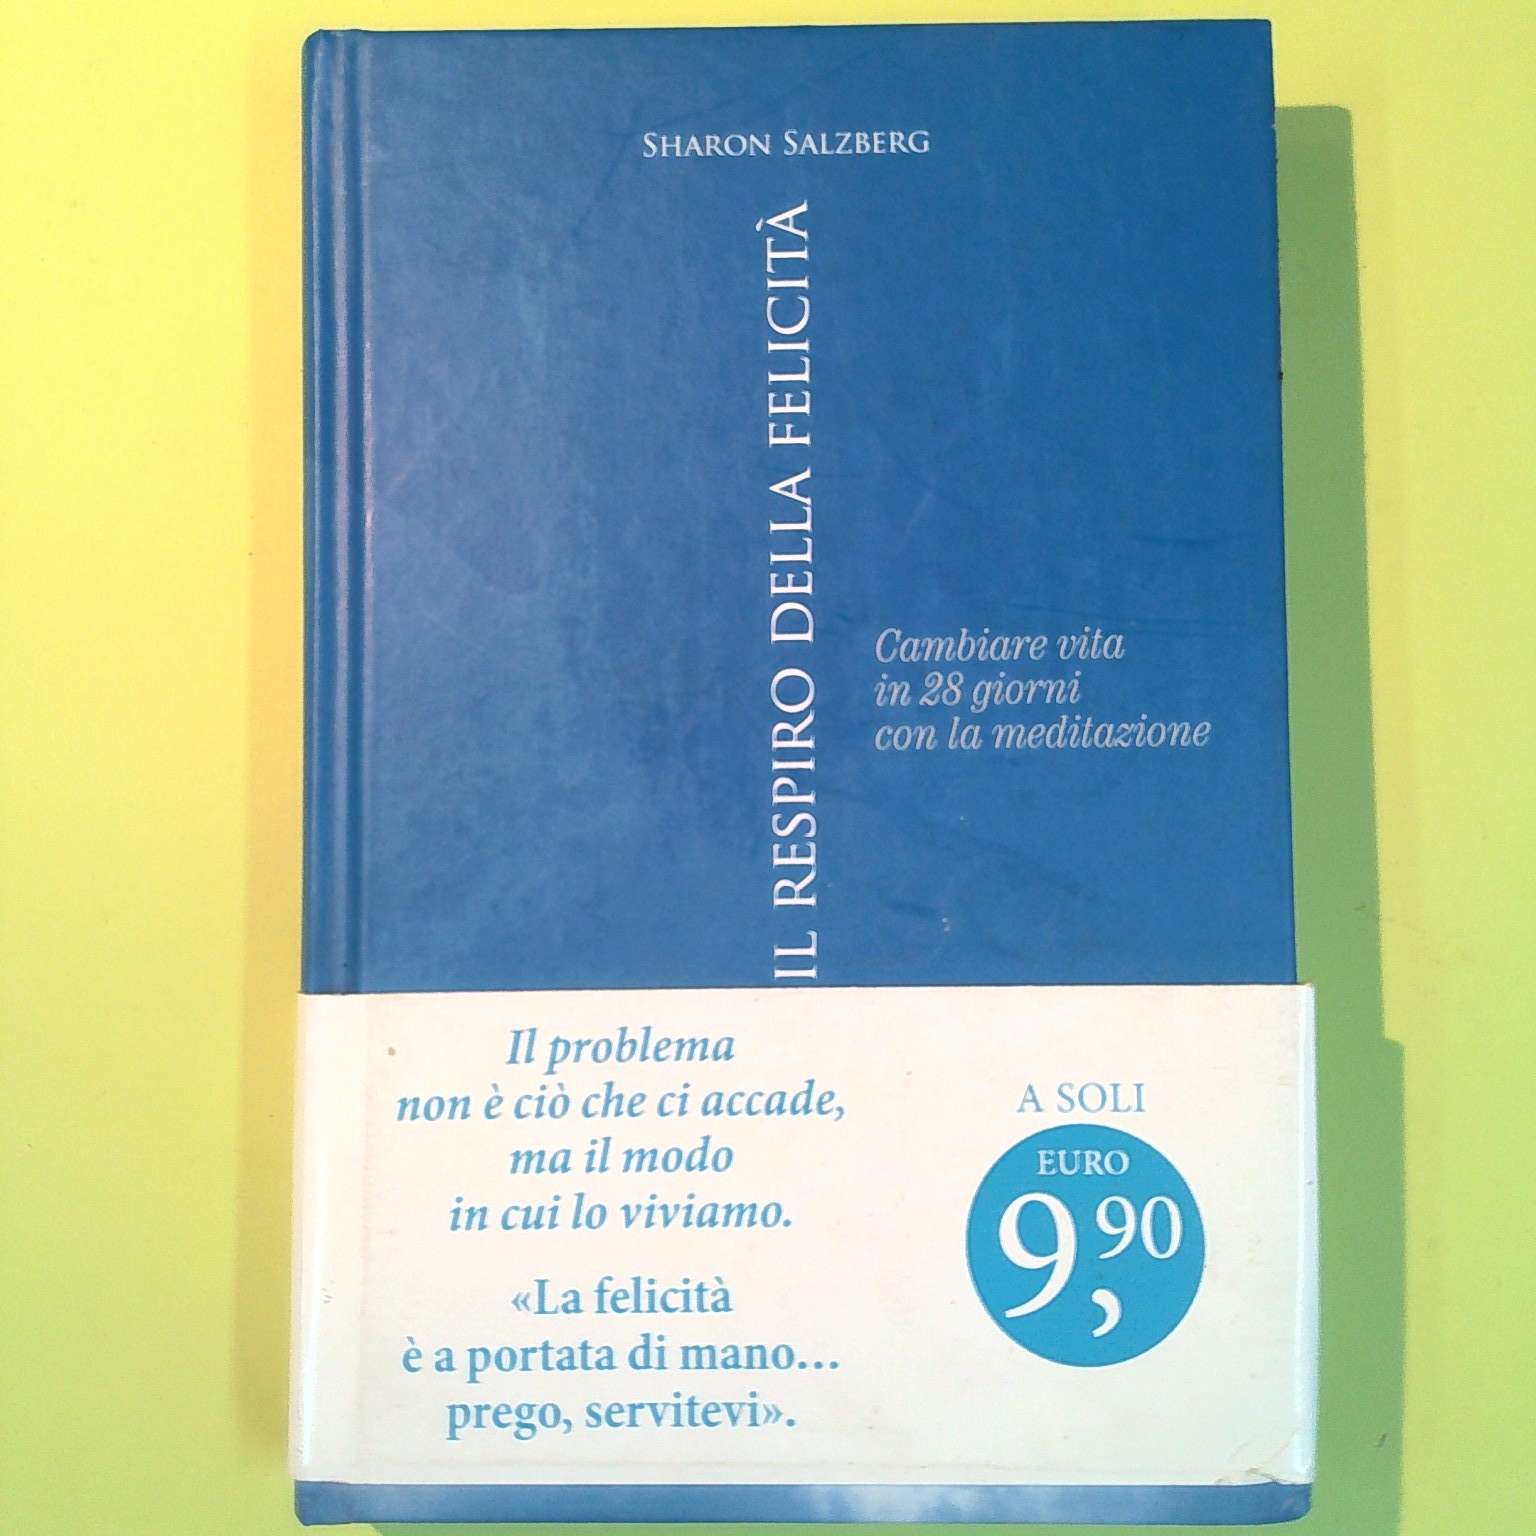 SHARON SALZBERG
IL RESPIRO DELLA FELICITÀ
Cambiare vita
in 28 giorni
con la meditazione
Il problema
non è ciò che ci accade,
ma il modo
in cui lo viviamo.
«La felicità
è a portata di mano...
prego, servitevi».
A SOLI
EURO
9,90